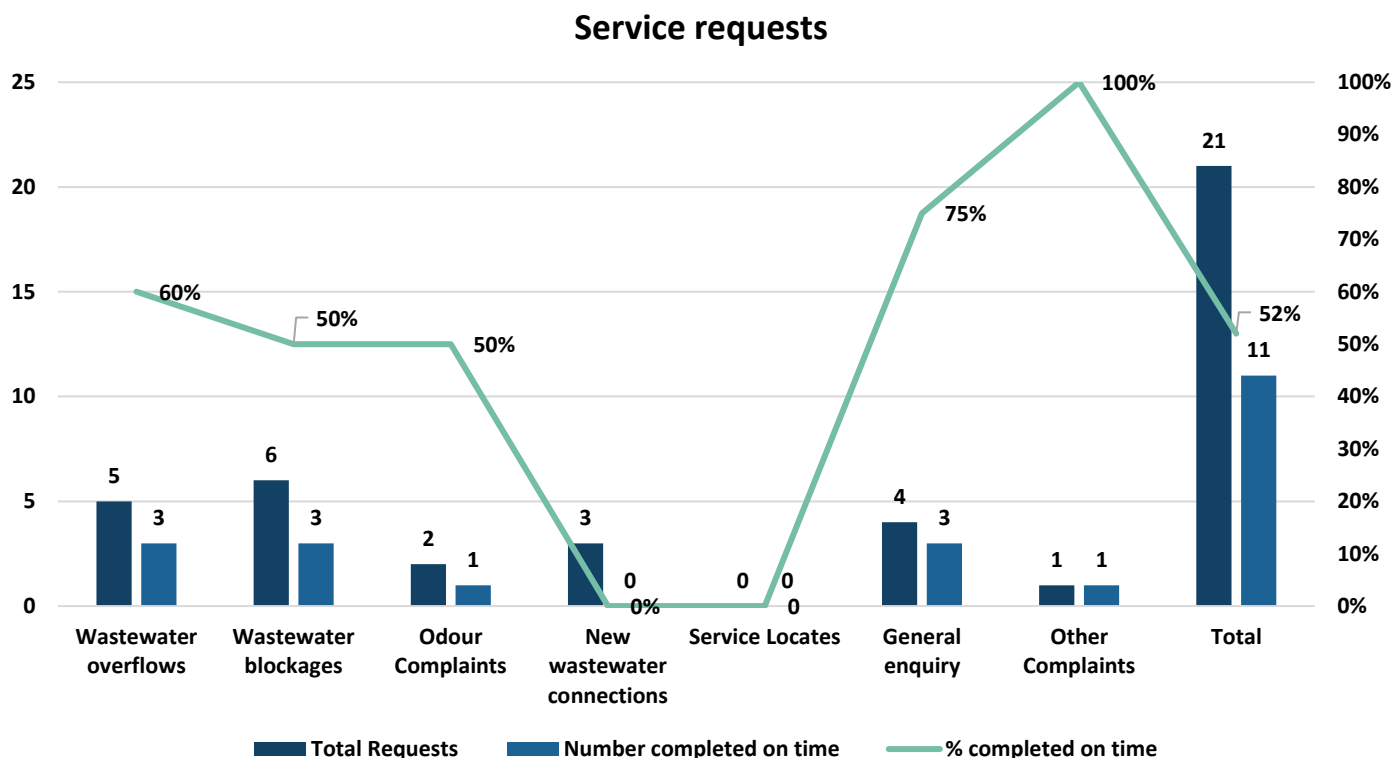 Service requests
25
20
15
10
5
0
100%
90%
80%
70%
60%
50%
40%
30%
20%
10%
0%
60%
50%
50%
0%
0
75%
100%
52%
5
3
6
3
2
1
3
0
0
0
4
3
1
1
21
11
Wastewater
overflows
Wastewater
blockages
Odour
Complaints
New
wastewater
connections
Service Locates
General
enquiry
Other
Complaints
Total
Total Requests
Number completed on time
% completed on time